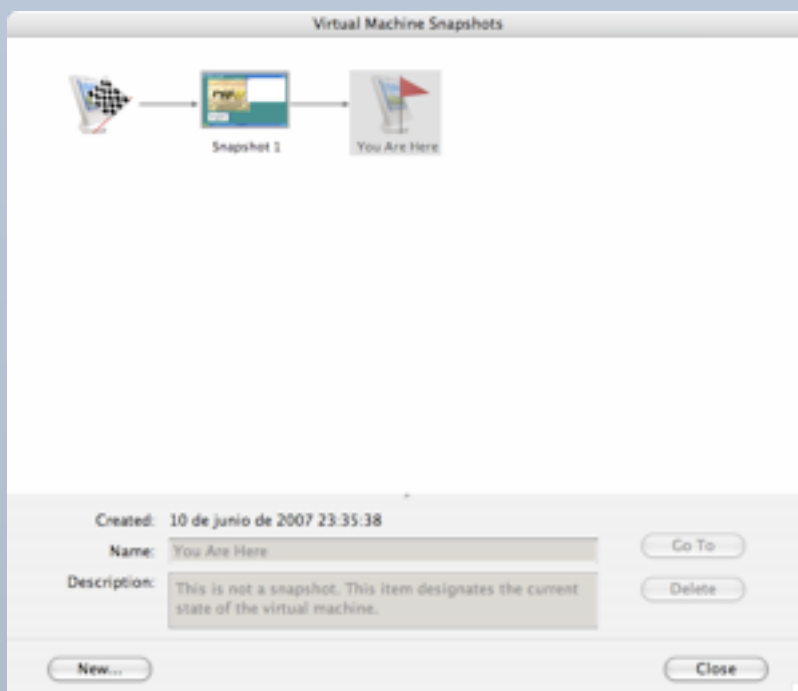 Virtual Machine Snapshots
Snapshot 1
You Are Here
Created: 10 de junio de 2007 23:35:38
Name: You Are Here
Go To
Description: This is not a snapshot. This item designates the current
state of the virtual machine.
Delete
New...
Close